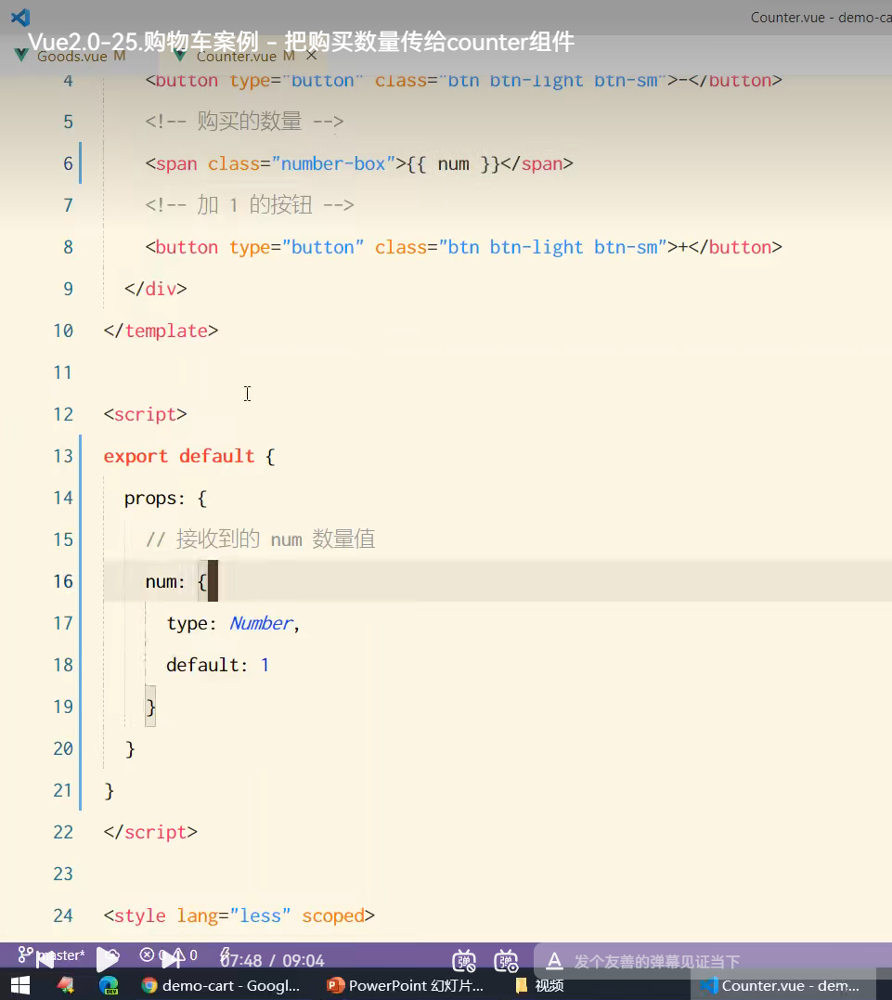 Counter.vue - demo-ca
Vue2.0-25.购物车案例 - 把购买数量传给counter组件
Goods.vue M
Counter.vue M
4 <button type="button" class="btn btn-light btn-sm">-</button>
5 <!-- 购买的数量 -->
6 <span class="number-box">{{ num }}</span>
7 <!-- 加 1 的按钮 -->
8 <button type="button" class="btn btn-light btn-sm">+</button>
9 </div>
10 </template>
11
12 <script>
13 export default {
14 props: {
15 // 接收到的 num 数量值
16 num: {
17 type: Number,
18 default: 1
19 }
20 }
21 }
22 </script>
23
24 <style lang="less" scoped>
master* 0 0
07:48 / 09:04
弹 弹 A 发个友善的弹幕见证当下
DEV demo-cart - Googl... PowerPoint 幻灯片... 视频 Counter.vue - dem...